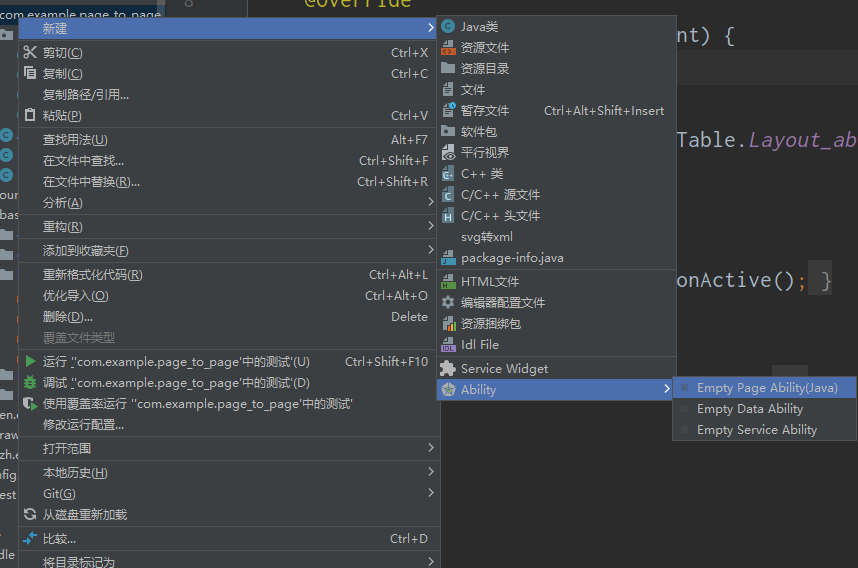 com.example.page_to_page
8
@Override
nt) {
Table.Layout_ab
onActive(); }
新建
剪切(C) Ctrl+X
复制(C) Ctrl+C
复制路径/引用...
粘贴(P) Ctrl+V
查找用法(U) Alt+F7
在文件中查找... Ctrl+Shift+F
在文件中替换(R)... Ctrl+Shift+R
分析(A)
重构(R)
添加到收藏夹(F)
重新格式化代码(R) Ctrl+Alt+L
优化导入(O) Ctrl+Alt+O
删除(D)... Delete
覆盖文件类型
运行 "com.example.page_to_page'中的测试'(U) Ctrl+Shift+F10
调试 "com.example.page_to_page'中的测试'(D)
使用覆盖率运行 "com.example.page_to_page'中的测试'
修改运行配置...
打开范围
本地历史(H)
Git(G)
从磁盘重新加载
比较... Ctrl+D
将目录标记为
Java类
资源文件
资源目录
文件
暂存文件 Ctrl+Alt+Shift+Insert
软件包
平行视界
C++ 类
C/C++ 源文件
C/C++ 头文件
svg转xml
package-info.java
HTML文件
编辑器配置文件
资源捆绑包
Idl File
Service Widget
Ability
Empty Page Ability(Java)
Empty Data Ability
Empty Service Ability